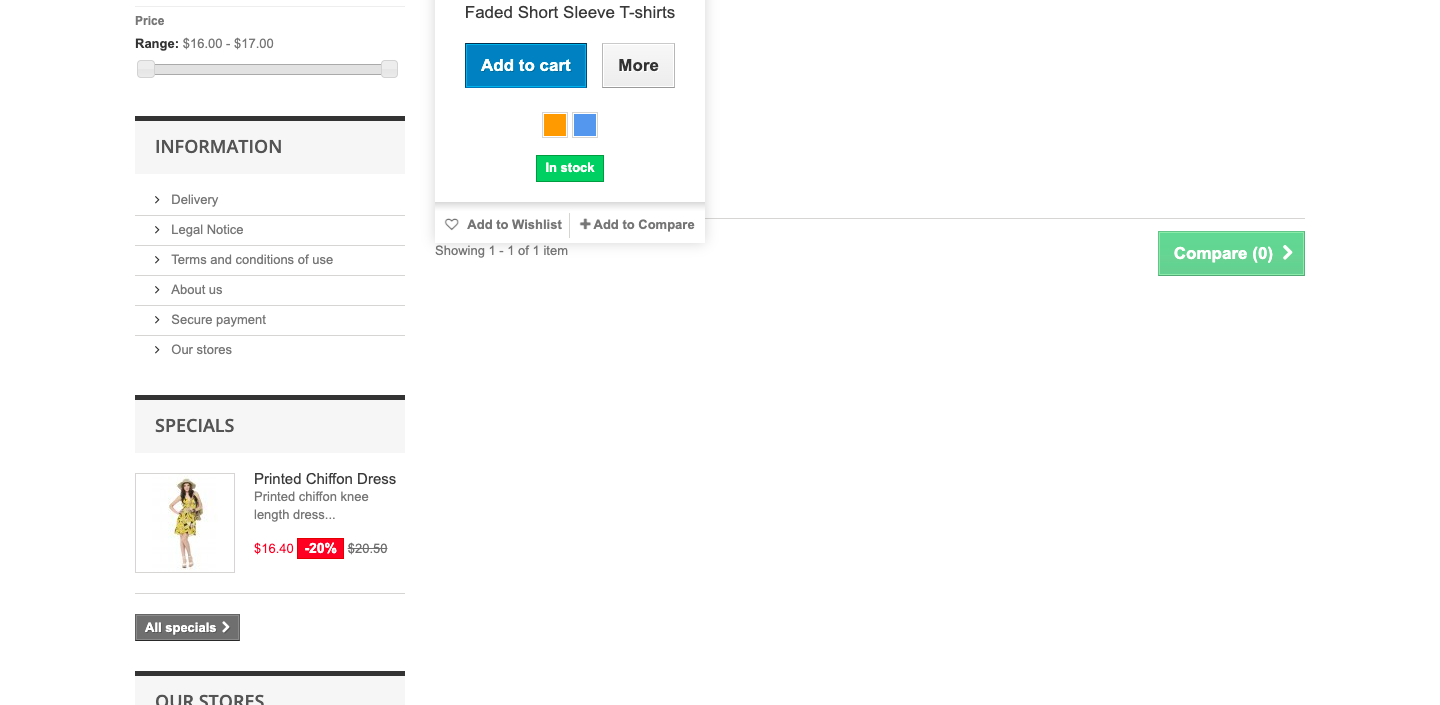 Price
Range: $16.00 - $17.00
INFORMATION
Delivery
Legal Notice
Terms and conditions of use
About us
Secure payment
Our stores
SPECIALS
Printed Chiffon Dress
Printed chiffon knee
length dress...
$16.40 -20% $20.50
All specials
OUR STORES
Faded Short Sleeve T-shirts
Add to cart More
In stock
Add to Wishlist Add to Compare
Showing 1 - 1 of 1 item
Compare (0)